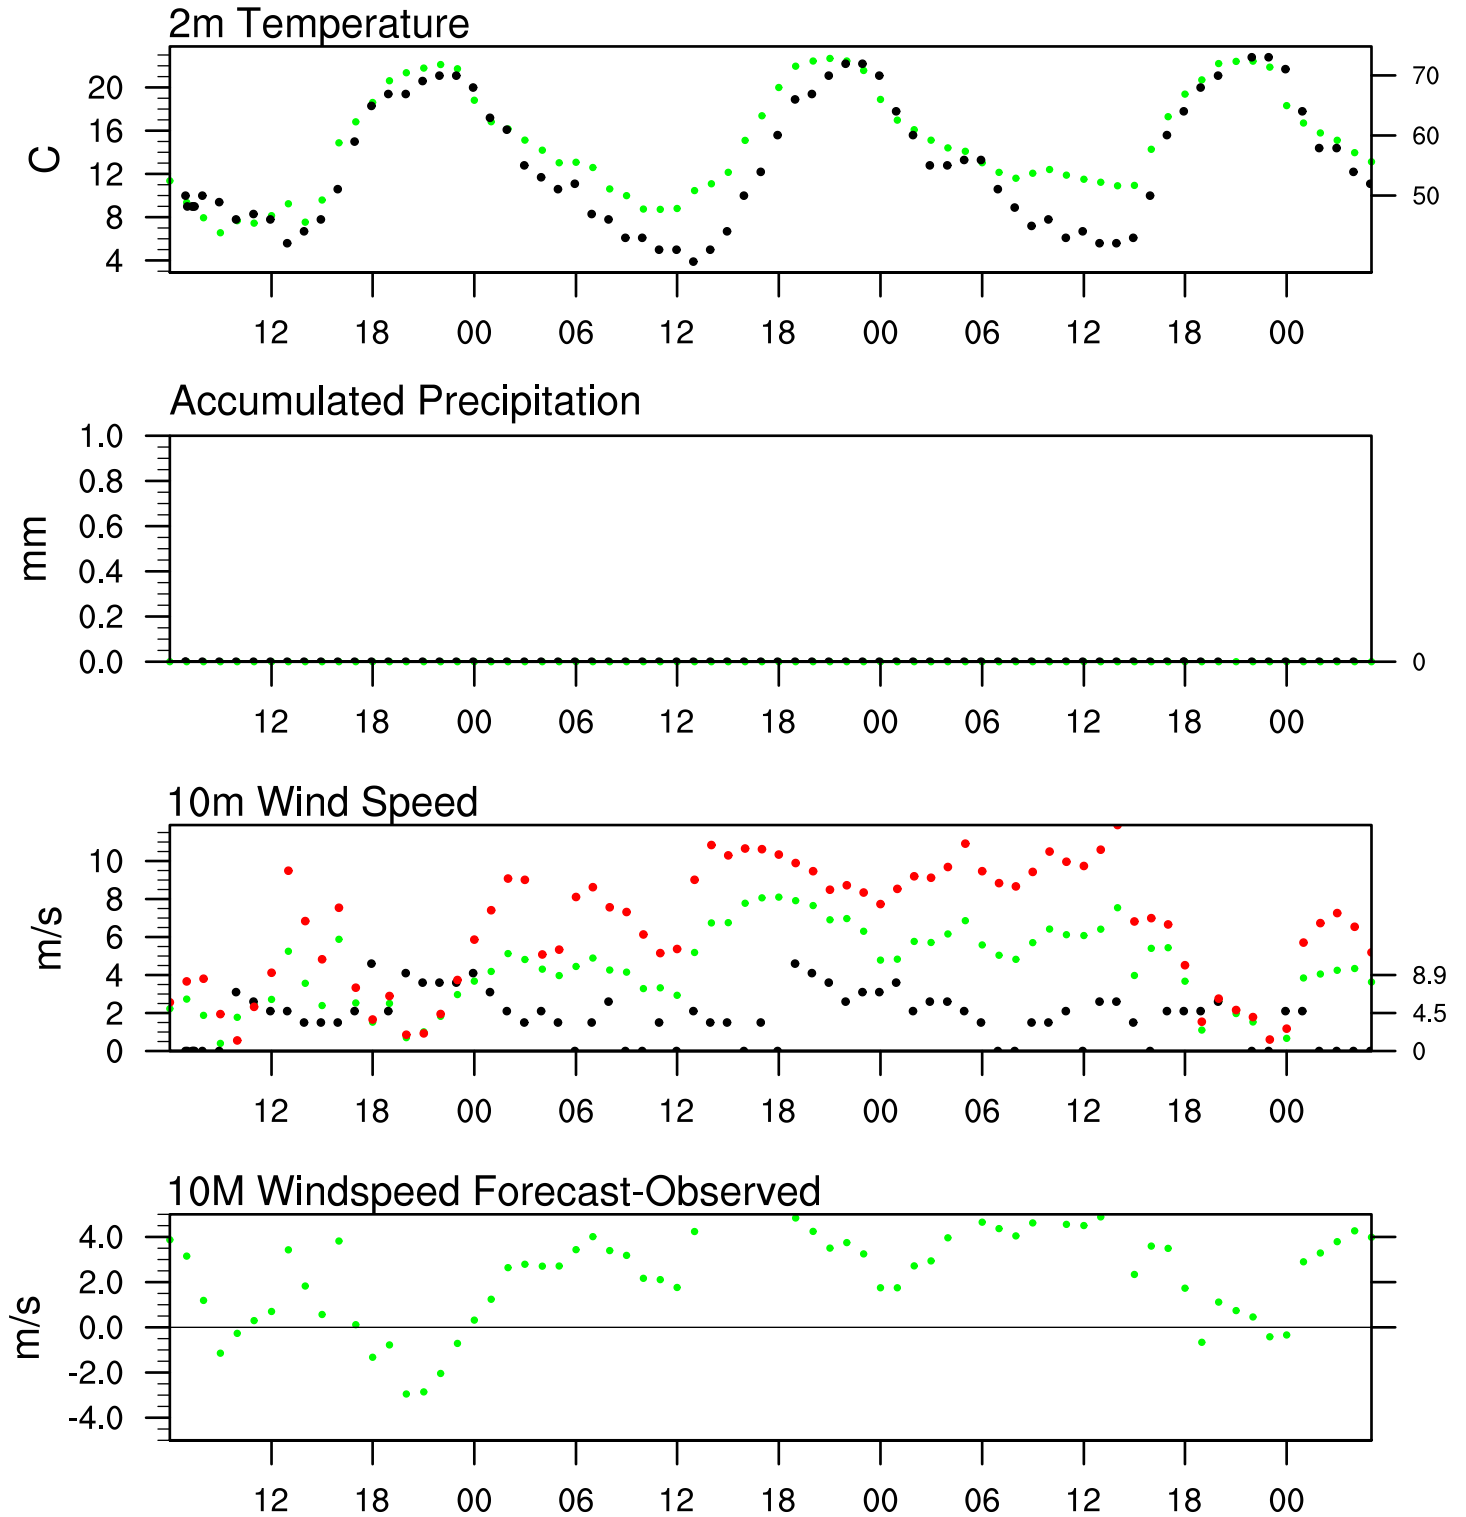 2m Temperature
20
16
12
8
4
C
70
60
50
12 18 00 06 12 18 00 06 12 18 00
Accumulated Precipitation
1.0
0.8
0.6
0.4
0.2
0.0
mm
0
12 18 00 06 12 18 00 06 12 18 00
10m Wind Speed
10
8
6
4
2
0
m/s
8.9
4.5
0
12 18 00 06 12 18 00 06 12 18 00
10M Windspeed Forecast-Observed
4.0
2.0
0.0
-2.0
-4.0
m/s
12 18 00 06 12 18 00 06 12 18 00